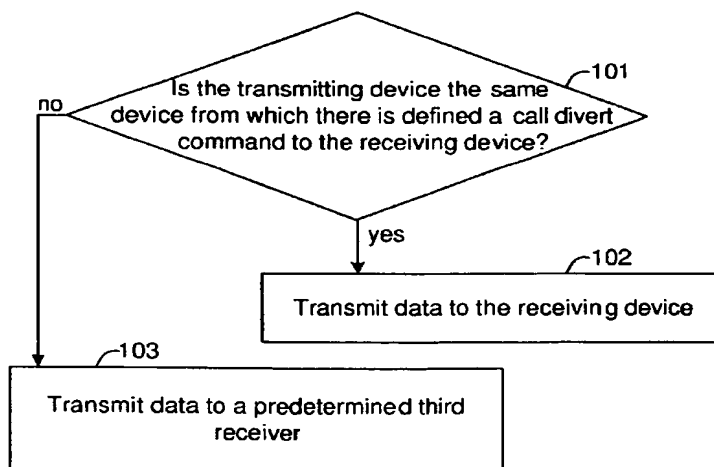 101
Is the transmitting device the same
device from which there is defined a call divert
command to the receiving device?
no
yes
102
Transmit data to the receiving device
103
Transmit data to a predetermined third
receiver